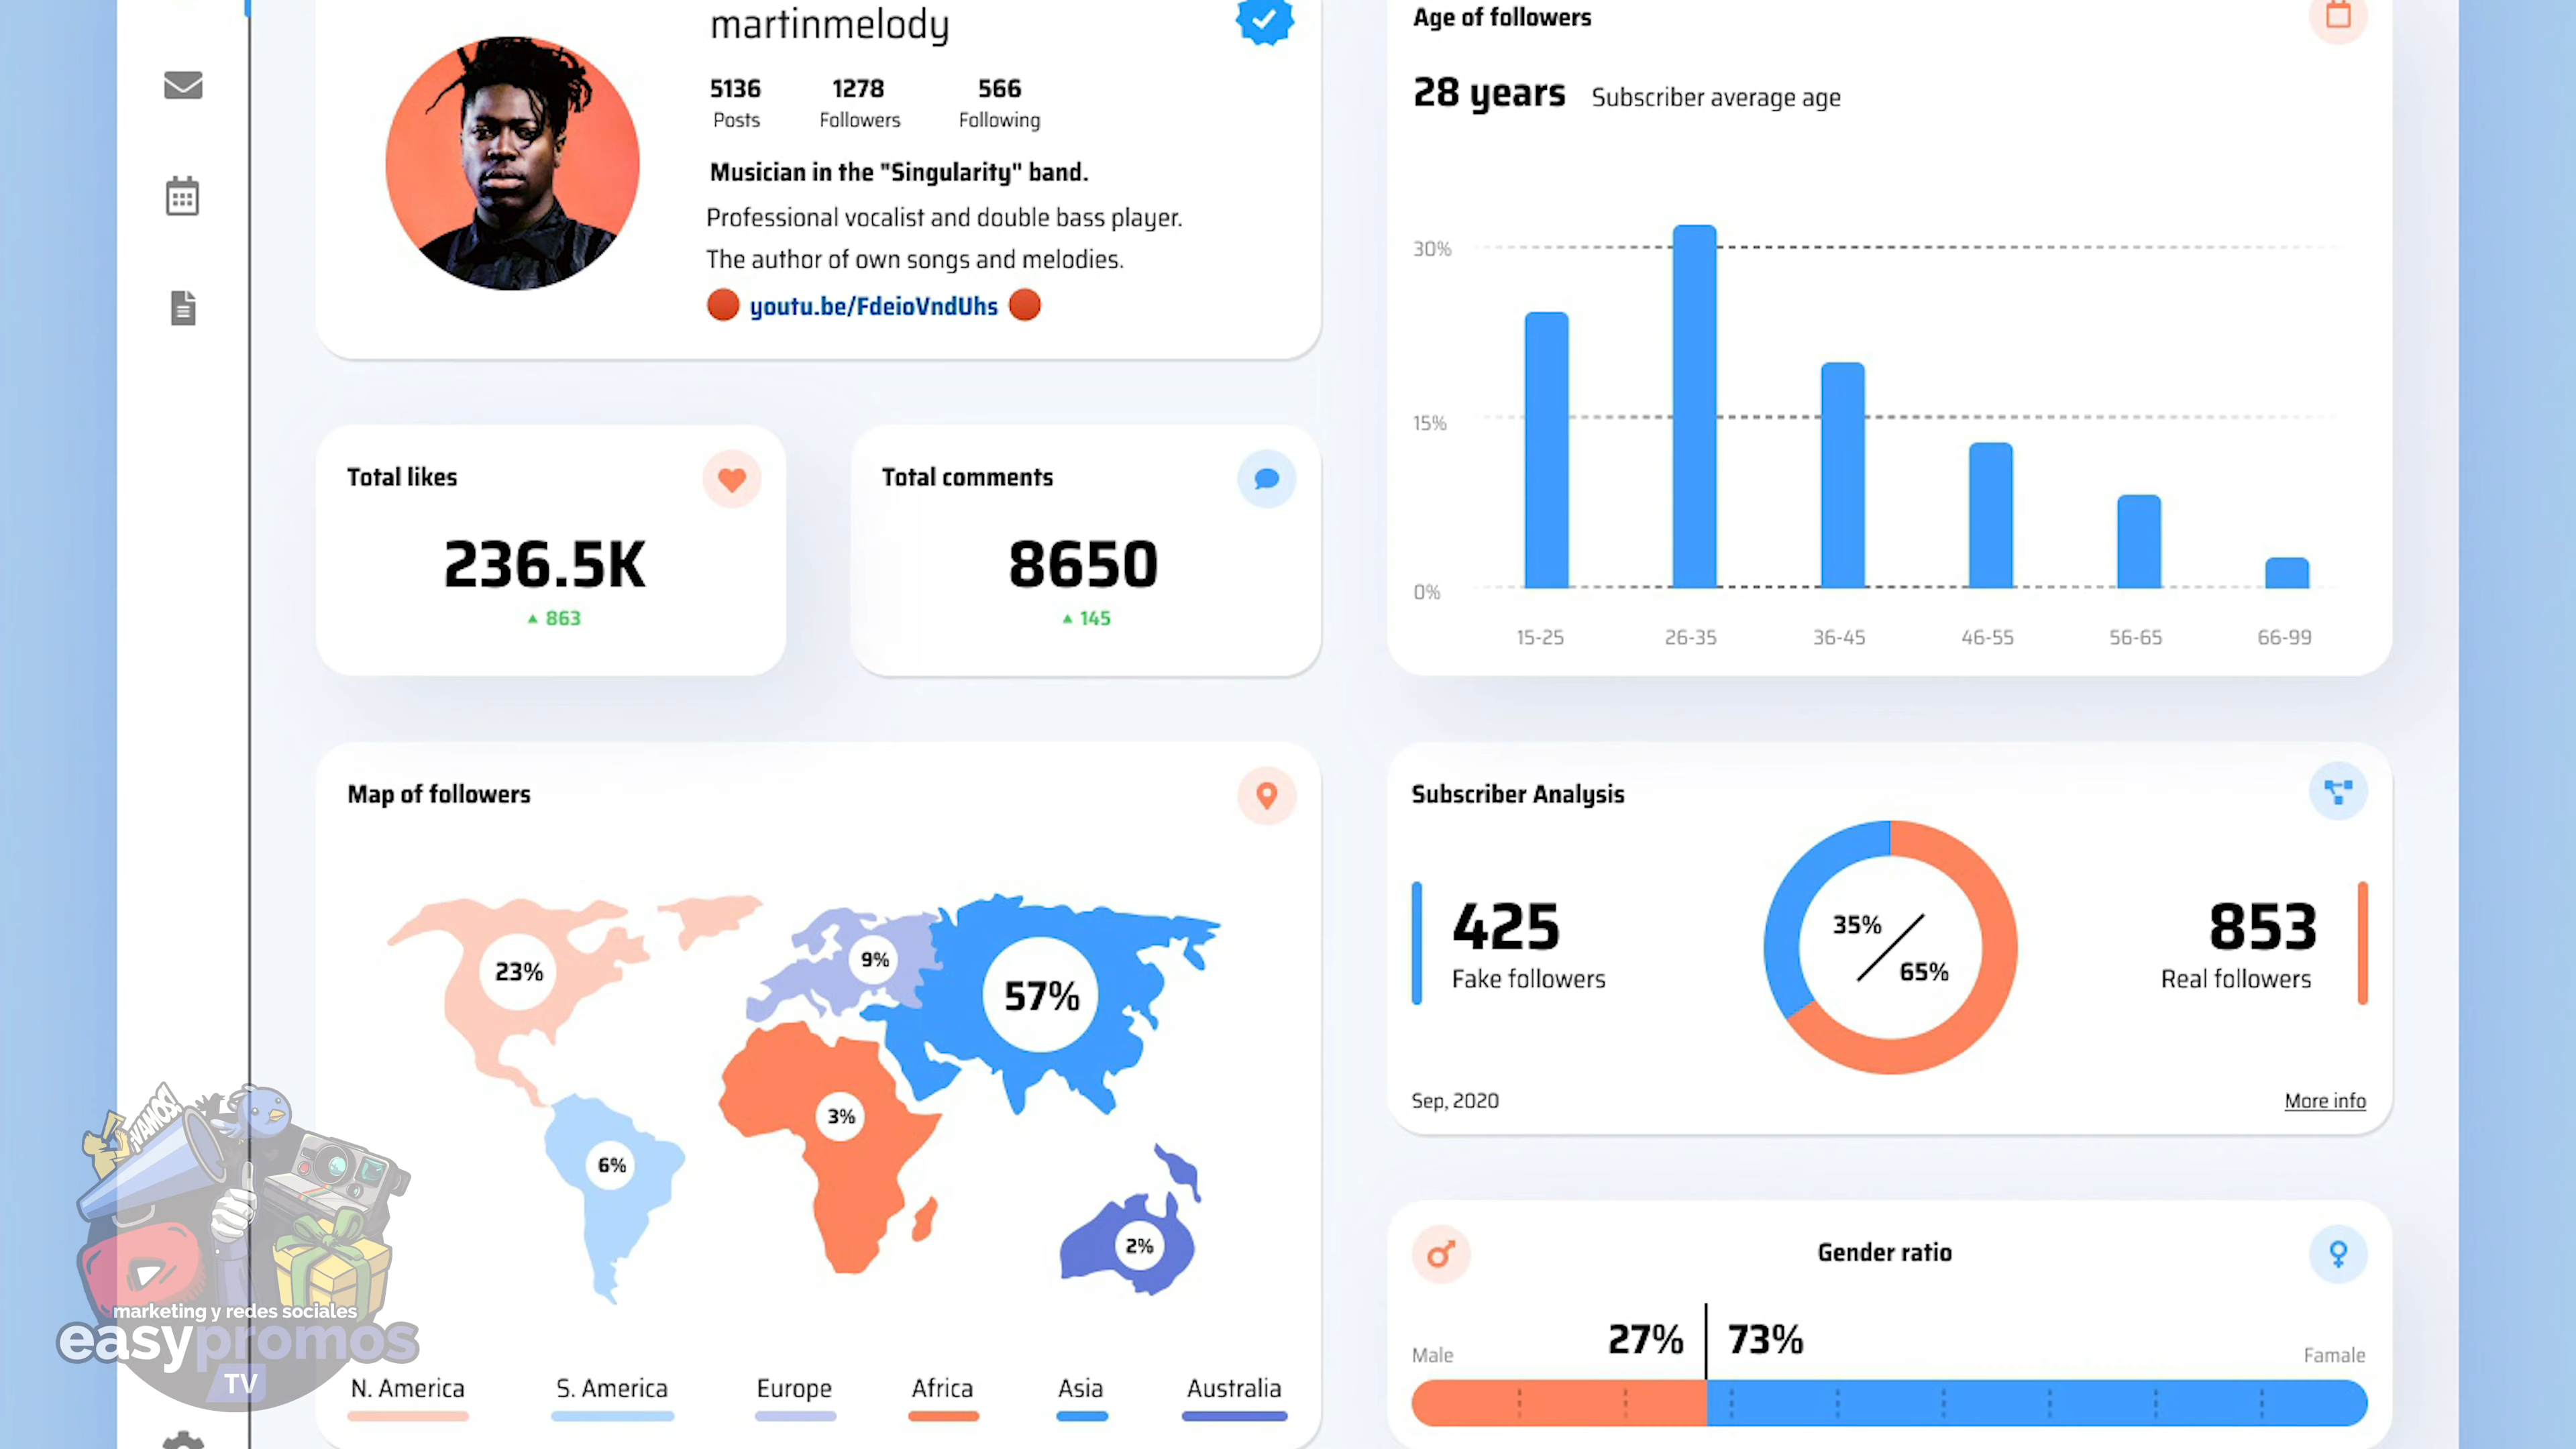 martinmelody
5136 1278 566
Posts Followers Following
Musician in the "Singularity" band.
Professional vocalist and double bass player.
The author of own songs and melodies.
youtu.be/FdeioVndUhs
Age of followers
28 years Subscriber average age
30%
15%
0%
15-25 26-35 36-45 46-55 56-65 66-99
Total likes
236.5K
▲ 863
Total comments
8650
▲ 145
Map of followers
23%
9%
57%
3%
6%
2%
N. America S. America Europe Africa Asia Australia
Subscriber Analysis
425
Fake followers
35%
65%
853
Real followers
Sep, 2020
More info
Gender ratio
27% 73%
Male Famale
¡VAMOS!
marketing y redes sociales
easypromos
TV